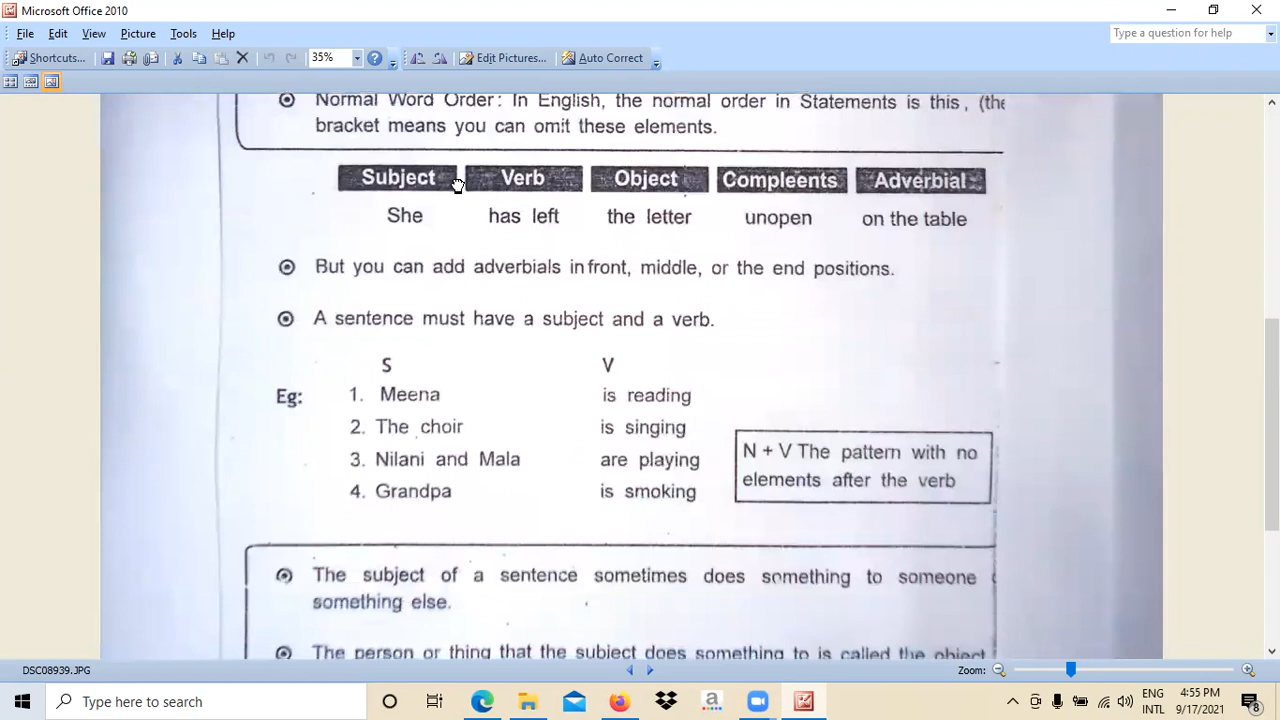 Microsoft Office 2010
File Edit View Picture Tools Help
Type a question for help
Shortcuts... 35% Edit Pictures... Auto Correct
Normal Word Order: In English, the normal order in Statements is this, (the
bracket means you can omit these elements.
Subject Verb Object Compleents Adverbial
She has left the letter unopen on the table
But you can add adverbials in front, middle, or the end positions.
A sentence must have a subject and a verb.
S V
Eg: 1. Meena is reading
2. The choir is singing
3. Nilani and Mala are playing
4. Grandpa is smoking
N + V The pattern with no
elements after the verb
The subject of a sentence sometimes does something to someone
something else.
The person or thing that the subject does something to is called the object
DSC08939.JPG
Zoom:
Type here to search
a
ENG
INTL
4:55 PM
9/17/2021
8